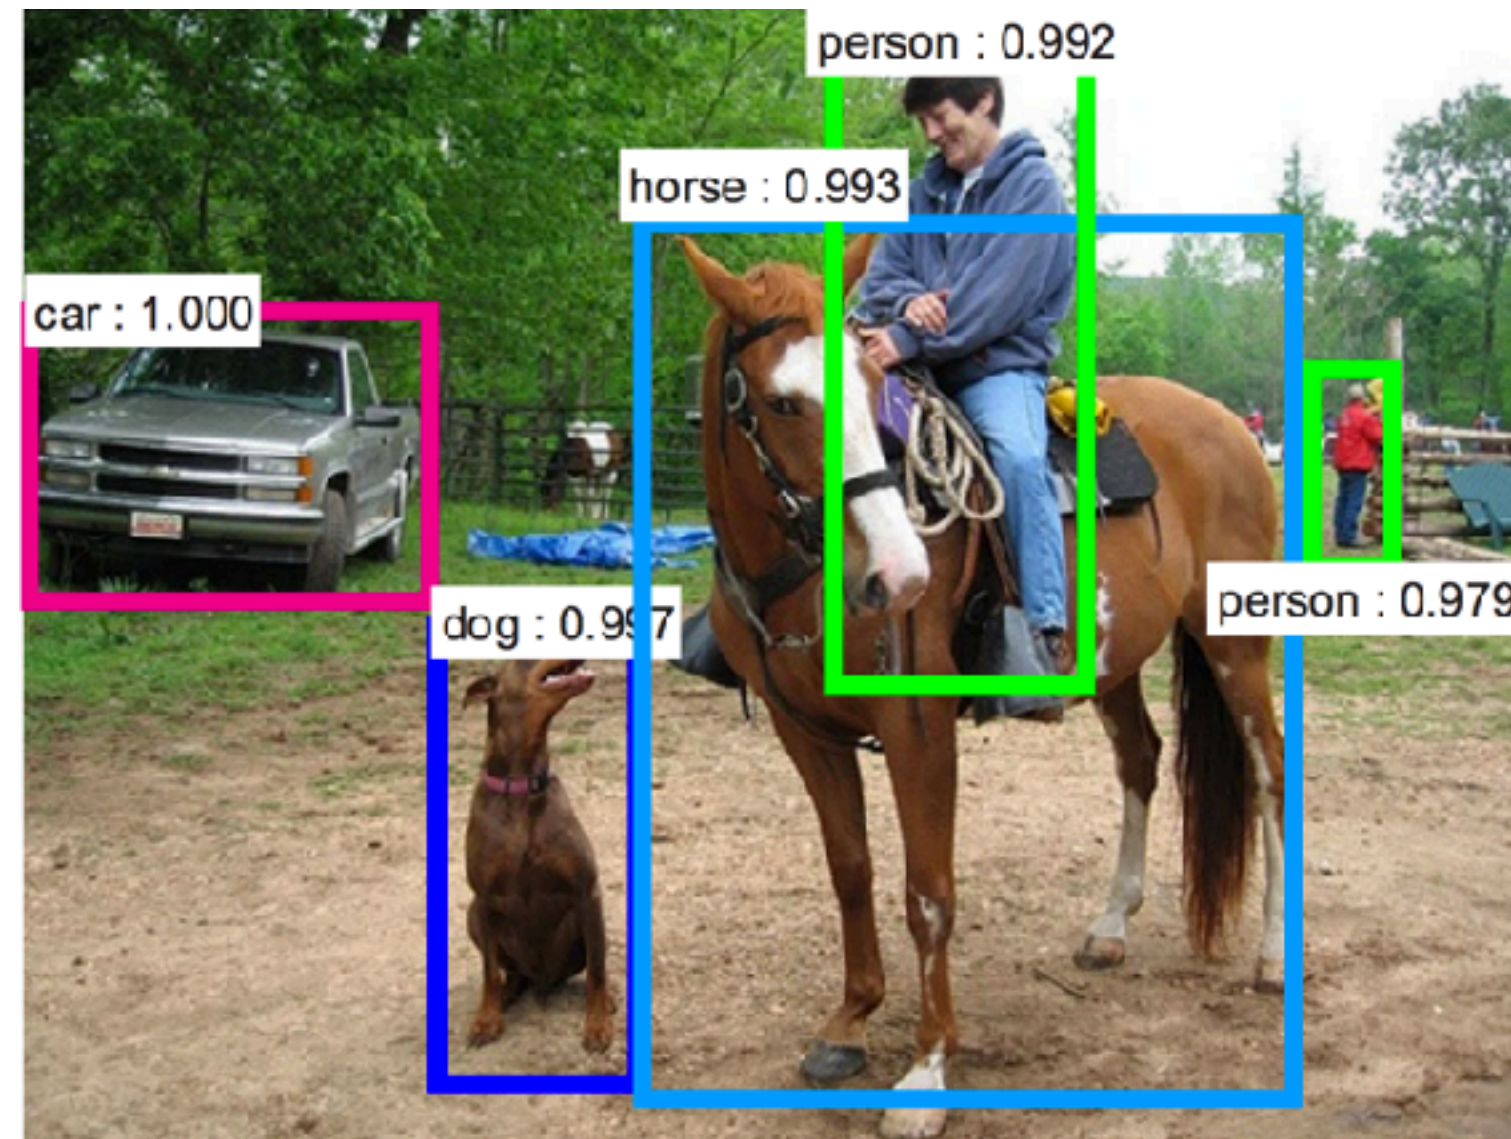 person : 0.992
horse : 0.993
car : 1.000
person : 0.979
dog : 0.997